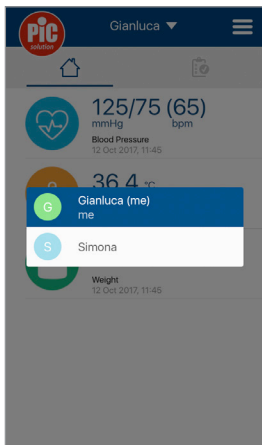 PiC
solution
Gianluca ▼
125/75 (65)
mmHg bpm
Blood Pressure
12 Oct 2017, 11:45
36.4 °C
G
Gianluca (me)
me
S
Simona
Weight
12 Oct 2017, 11:45